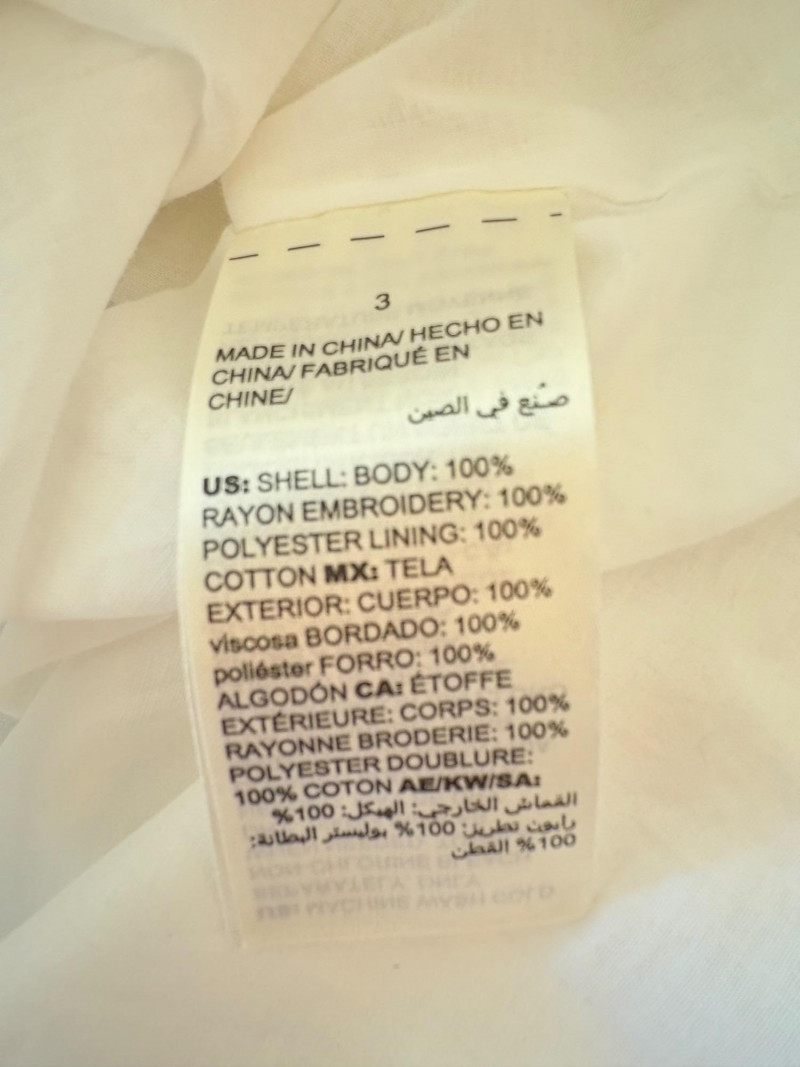 3
MADE IN CHINA/ HECHO EN
CHINA/ FABRIQUÉ EN
CHINE/
صُنع في الصين
US: SHELL: BODY: 100%
RAYON EMBROIDERY: 100%
POLYESTER LINING: 100%
COTTON MX: TELA
EXTERIOR: CUERPO: 100%
viscosa BORDADO: 100%
poliéster FORRO: 100%
ALGODÓN CA: ÉTOFFE
EXTÉRIEURE: CORPS: 100%
RAYONNE BRODERIE: 100%
POLYESTER DOUBLURE:
100% COTON AE/KW/SA:
القماش الخارجي: الهيكل: 100%
رايون تطريز: 100% بوليستر البطانة:
100% القطن